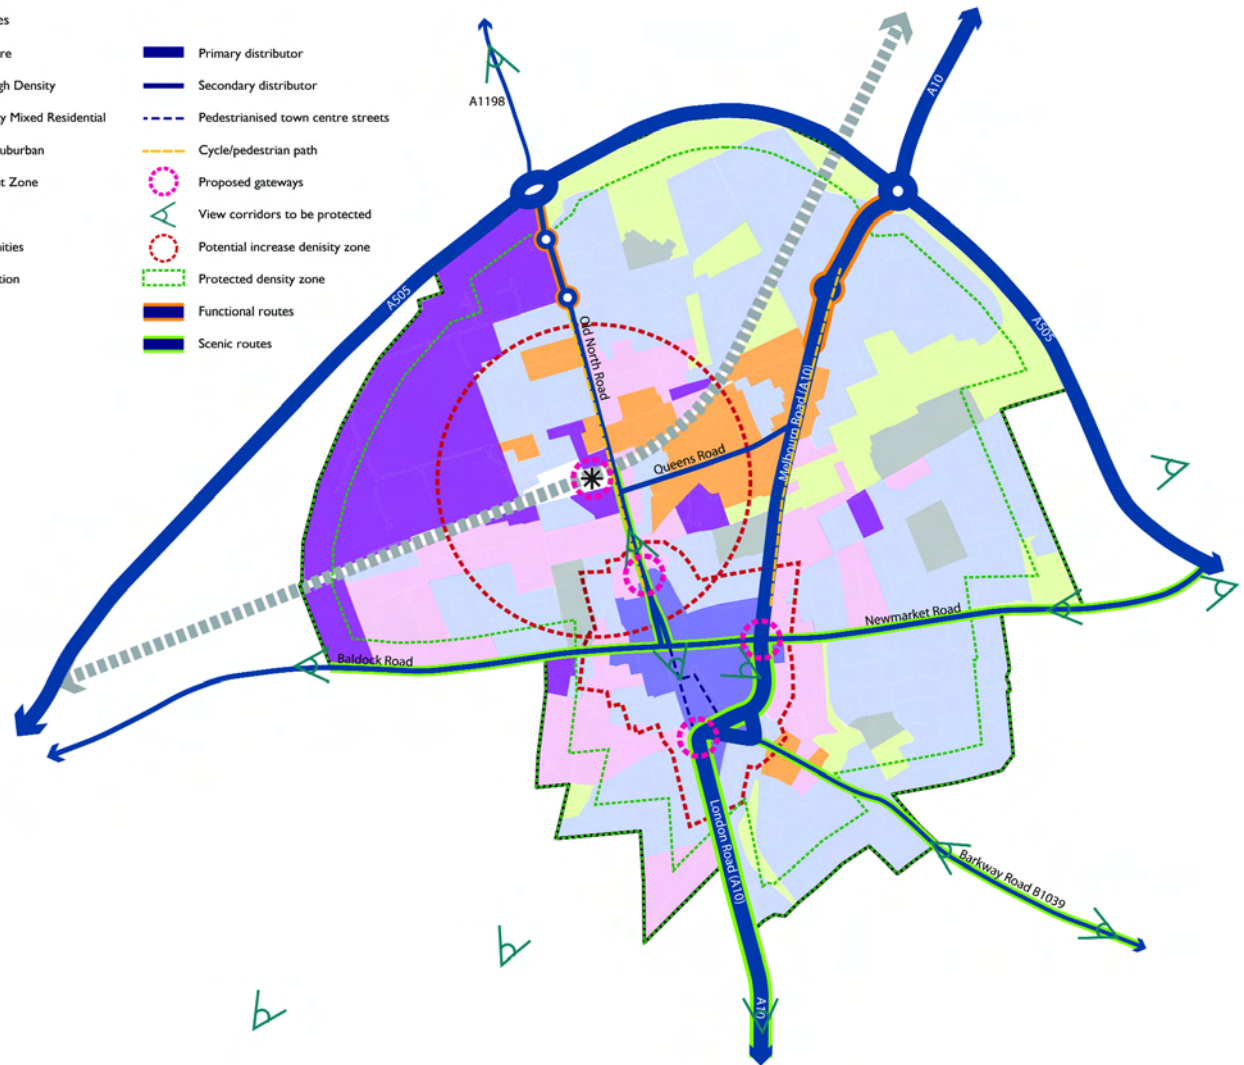 es
re
gh Density
y Mixed Residential
uburban
t Zone
ities
tion
Primary distributor
Secondary distributor
Pedestrianised town centre streets
Cycle/pedestrian path
Proposed gateways
View corridors to be protected
Potential increase denisity zone
Protected density zone
Functional routes
Scenic routes
A1198
A10
A505
A505
Old North Road
Melbourn Road (A10)
Queens Road
Newmarket Road
Baldock Road
London Road (A10)
Barkway Road B1039
A10